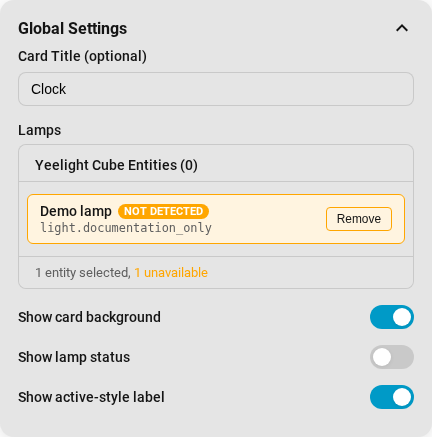 Global Settings
Card Title (optional)
Clock
Lamps
Yeelight Cube Entities (0)
Demo lamp NOT DETECTED
light.documentation_only
Remove
1 entity selected, 1 unavailable
Show card background
Show lamp status
Show active-style label